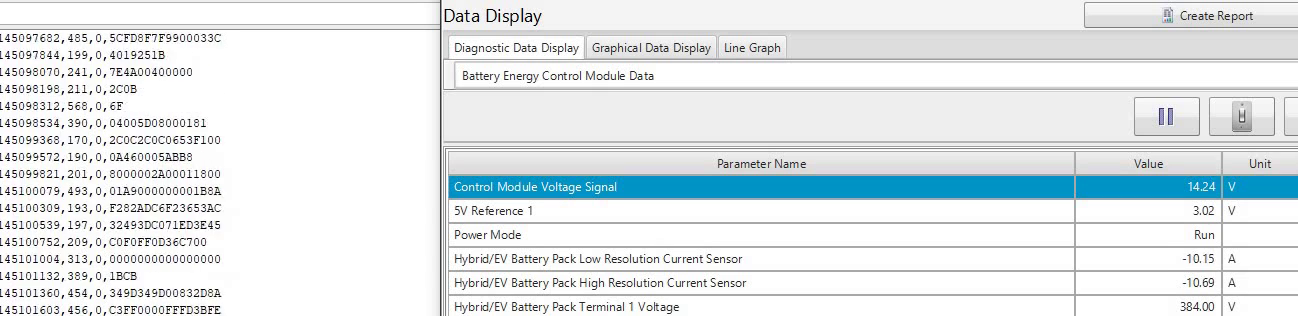 145097682,485,0,5CFD8F7F9900033C
145097844,199,0,4019251B
145098070,241,0,7E4A00400000
145098198,211,0,2C0B
145098312,568,0,6F
145098534,390,0,04005D08000181
145099368,170,0,2C0C2C0C0653F100
145099572,190,0,0A460005ABB8
145099821,201,0,8000002A00011800
145100079,493,0,01A9000000001B8A
145100309,193,0,F282ADC6F23653AC
145100539,197,0,32493DC071ED3E45
145100752,209,0,C0F0FF0D36C700
145101004,313,0,0000000000000000
145101132,389,0,1BCB
145101360,454,0,349D349D00832D8A
145101603,456,0,C3FF0000FFFD3BFE
Data Display
Create Report
Diagnostic Data Display Graphical Data Display Line Graph
Battery Energy Control Module Data
Parameter Name Value Unit
Control Module Voltage Signal 14.24 V
5V Reference 1 3.02 V
Power Mode Run
Hybrid/EV Battery Pack Low Resolution Current Sensor -10.15 A
Hybrid/EV Battery Pack High Resolution Current Sensor -10.69 A
Hybrid/EV Battery Pack Terminal 1 Voltage 384.00 V